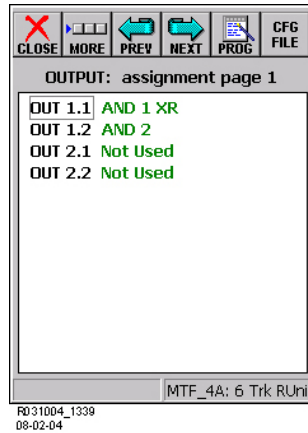 CLOSE MORE PREV NEXT PROG CFG FILE
OUTPUT: assignment page 1
OUT 1.1 AND 1 XR
OUT 1.2 AND 2
OUT 2.1 Not Used
OUT 2.2 Not Used
MTF_4A: 6 Trk RUni
R031004_1339
08-02-04